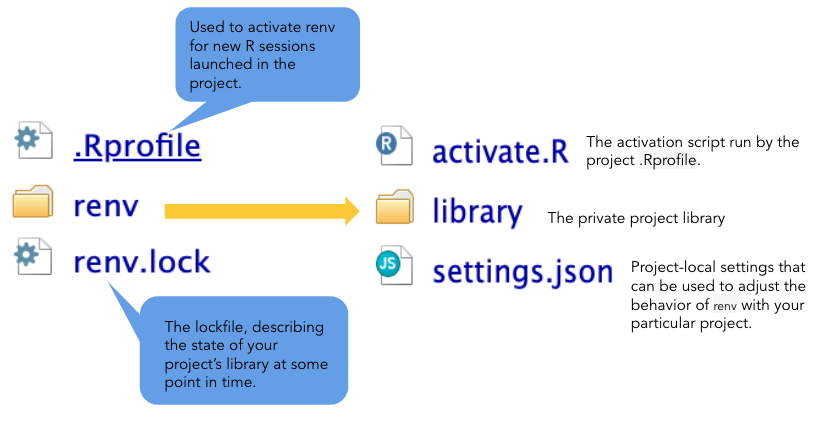 Used to activate renv
for new R sessions
launched in the
project.
.Rprofile
renv
renv.lock
The lockfile, describing
the state of your
project’s library at some
point in time.
activate.R
The activation script run by the
project .Rprofile.
library
The private project library
settings.json
Project-local settings that
can be used to adjust the
behavior of renv with your
particular project.
R
JS